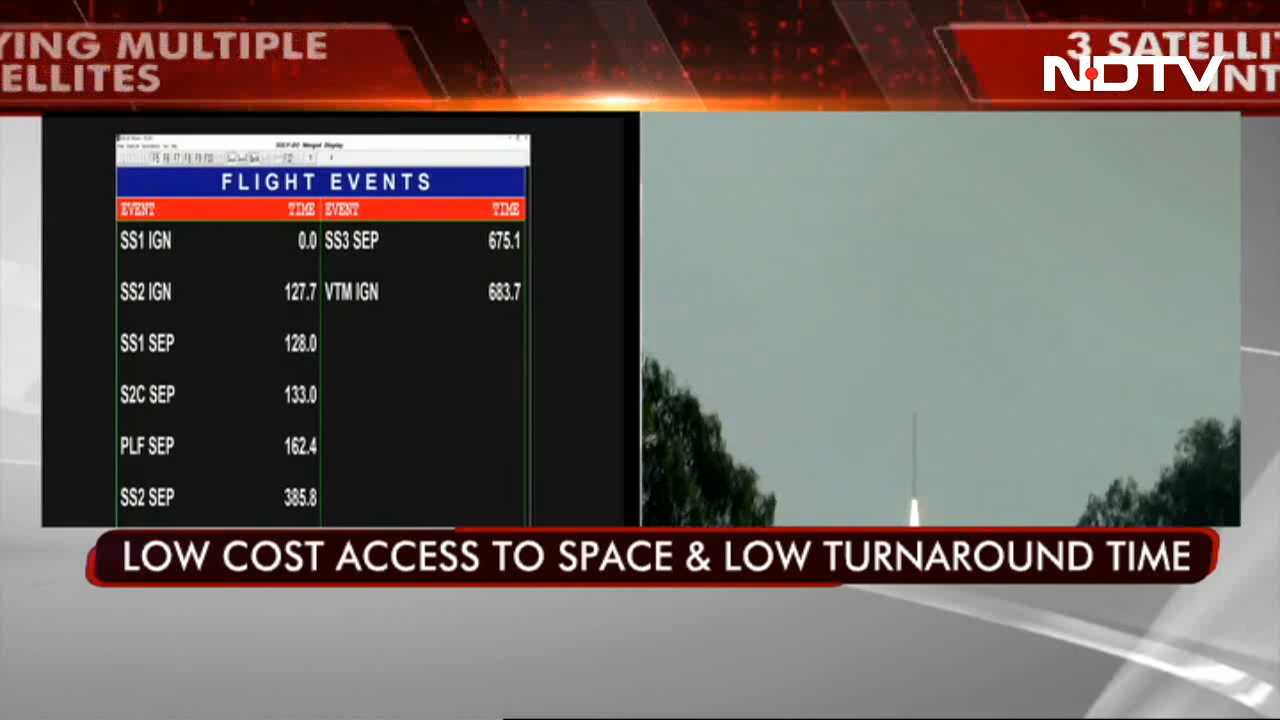 YING MULTIPLE
ELLITES
3 SATELLIT
INT
NDTV
FLIGHT EVENTS
EVENT TIME EVENT TIME
SS1 IGN 0.0 SS3 SEP 675.1
SS2 IGN 127.7 VTM IGN 683.7
SS1 SEP 128.0
S2C SEP 133.0
PLF SEP 162.4
SS2 SEP 385.8
LOW COST ACCESS TO SPACE & LOW TURNAROUND TIME